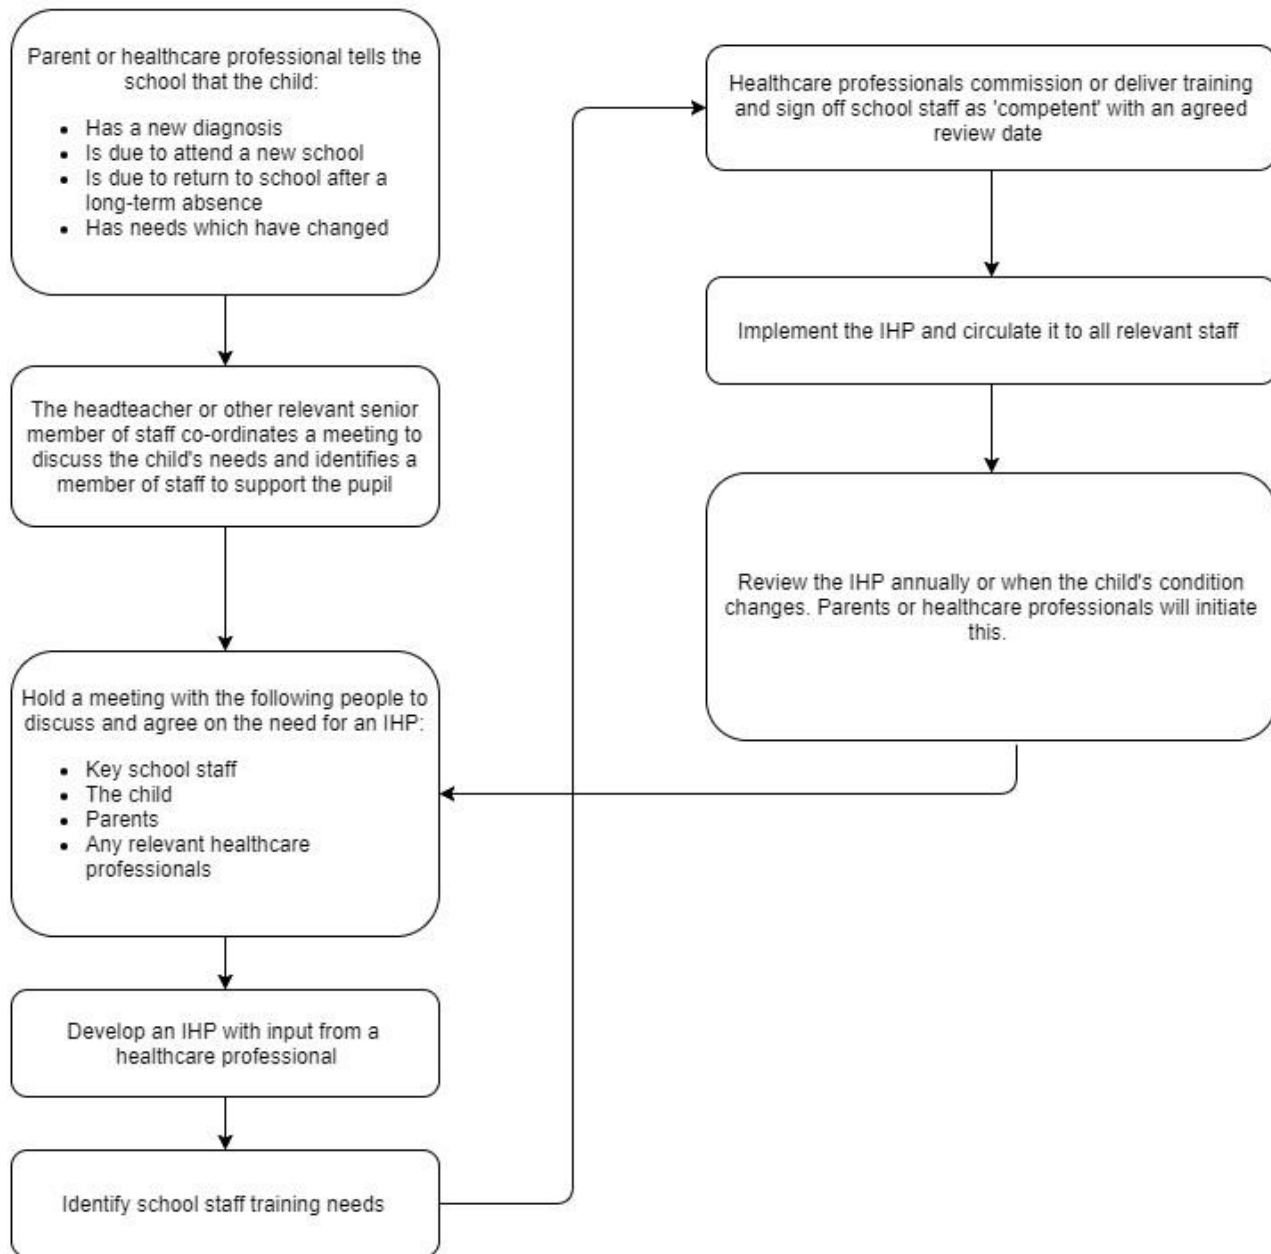 Parent or healthcare professional tells the
school that the child:
• Has a new diagnosis
• Is due to attend a new school
• Is due to return to school after a
long-term absence
• Has needs which have changed
The headteacher or other relevant senior
member of staff co-ordinates a meeting to
discuss the child's needs and identifies a
member of staff to support the pupil
Hold a meeting with the following people to
discuss and agree on the need for an IHP:
• Key school staff
• The child
• Parents
• Any relevant healthcare
professionals
Develop an IHP with input from a
healthcare professional
Identify school staff training needs
Healthcare professionals commission or deliver training
and sign off school staff as 'competent' with an agreed
review date
Implement the IHP and circulate it to all relevant staff
Review the IHP annually or when the child's condition
changes. Parents or healthcare professionals will initiate
this.